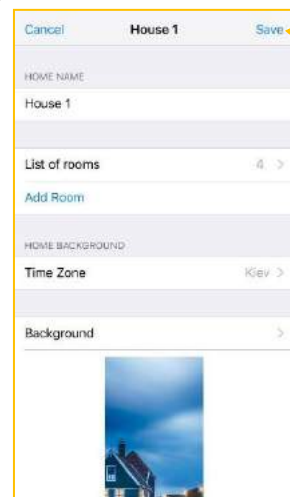 Cancel House 1 Save
HOME NAME
House 1
List of rooms 4 >
Add Room
HOME BACKGROUND
Time Zone Kiev >
Background >